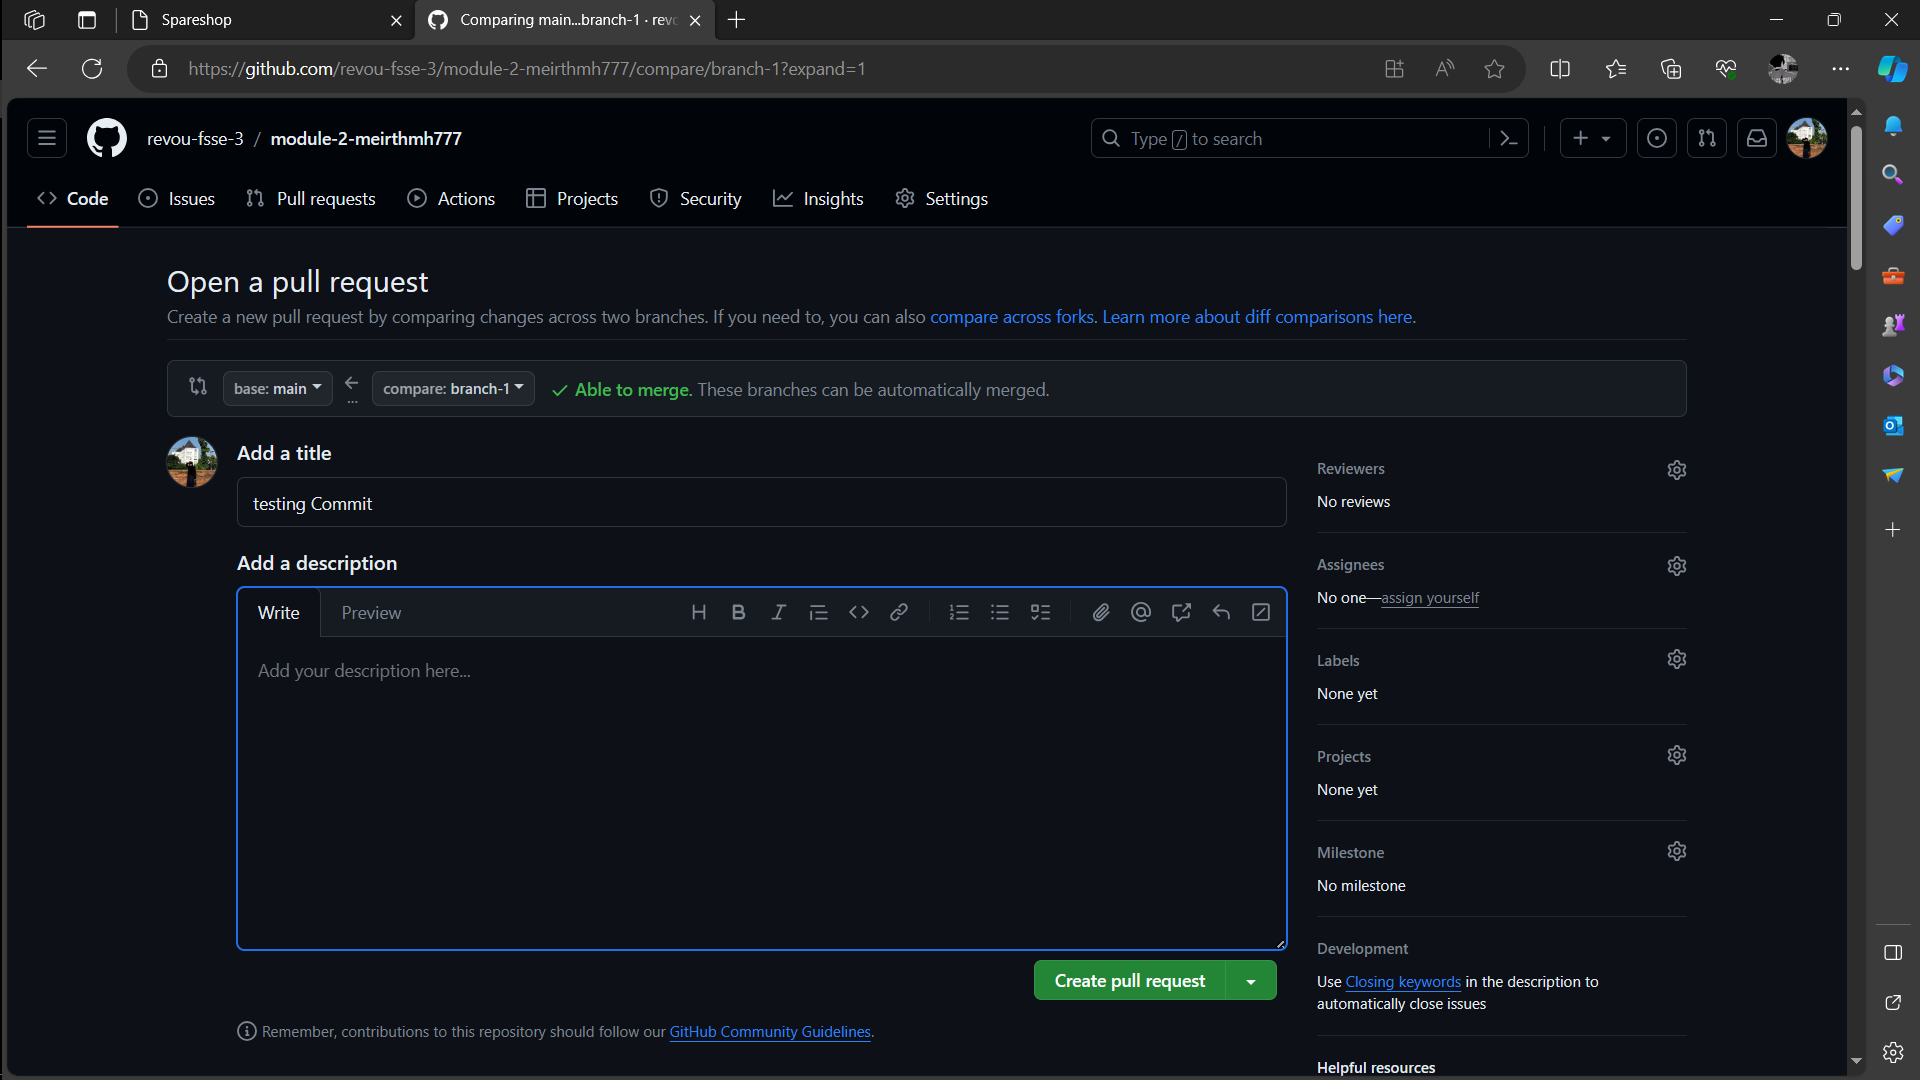 Spareshop
Comparing main...branch-1 · rev
https://github.com/revou-fsse-3/module-2-meirthmh777/compare/branch-1?expand=1
revou-fsse-3 / module-2-meirthmh777
Type / to search
Code
Issues
Pull requests
Actions
Projects
Security
Insights
Settings
Open a pull request
Create a new pull request by comparing changes across two branches. If you need to, you can also compare across forks. Learn more about diff comparisons here.
base: main
...
compare: branch-1
Able to merge. These branches can be automatically merged.
Add a title
testing Commit
Add a description
Write
Preview
Add your description here...
Create pull request
Remember, contributions to this repository should follow our GitHub Community Guidelines.
Reviewers
No reviews
Assignees
No one—assign yourself
Labels
None yet
Projects
None yet
Milestone
No milestone
Development
Use Closing keywords in the description to
automatically close issues
Helpful resources